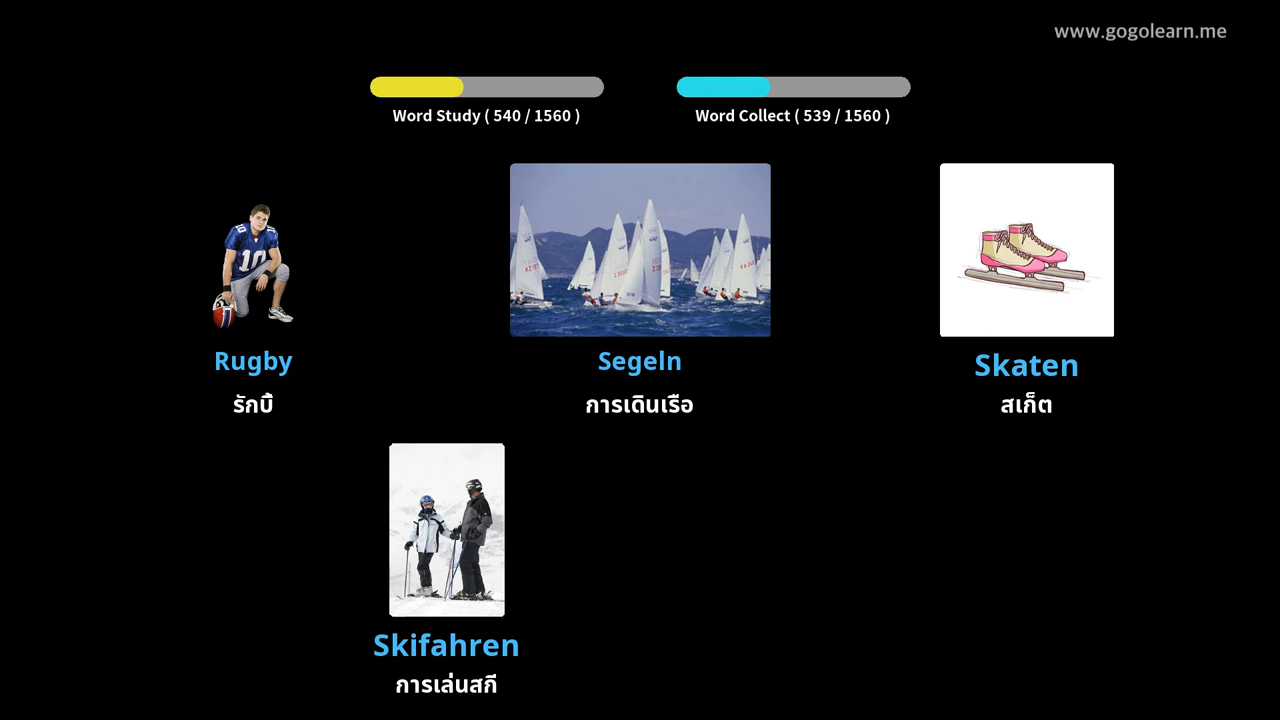 www.gogolearn.me
Word Study ( 540 / 1560 )
Word Collect ( 539 / 1560 )
10
Rugby
Segeln
Skaten
รักบี้
การเดินเรือ
สเก็ต
Skifahren
การเล่นสกี